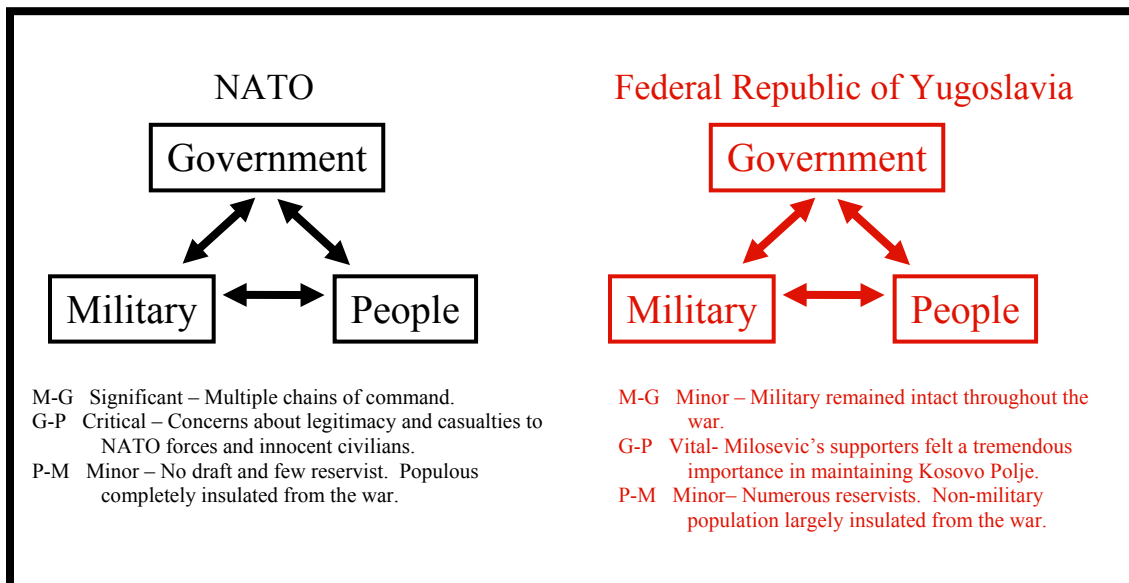 NATO
Government
Military
People
M-G Significant – Multiple chains of command.
G-P Critical – Concerns about legitimacy and casualties to
NATO forces and innocent civilians.
P-M Minor – No draft and few reservist. Populous
completely insulated from the war.
Federal Republic of Yugoslavia
Government
Military
People
M-G Minor – Military remained intact throughout the
war.
G-P Vital- Milosevic’s supporters felt a tremendous
importance in maintaining Kosovo Polje.
P-M Minor– Numerous reservists. Non-military
population largely insulated from the war.